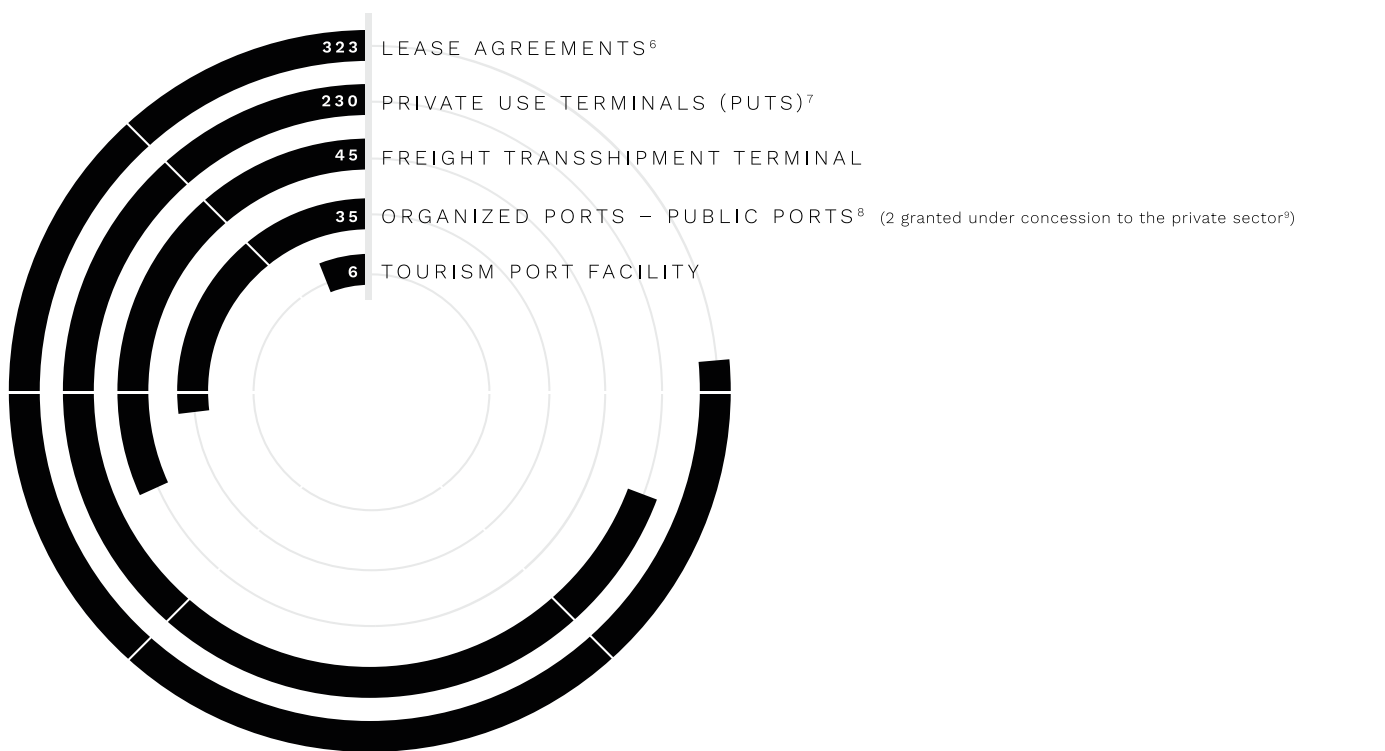 323 LEASE AGREEMENTS⁶
230 PRIVATE USE TERMINALS (PUTS)⁷
45 FREIGHT TRANSSHIPMENT TERMINAL
35 ORGANIZED PORTS – PUBLIC PORTS⁸ (2 granted under concession to the private sector⁹)
6 TOURISM PORT FACILITY